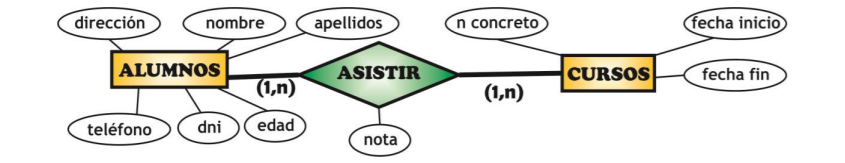 dirección
nombre
apellidos
n concreto
fecha inicio
ALUMNOS
(1,n)
ASISTIR
(1,n)
CURSOS
fecha fin
teléfono
dni
edad
nota